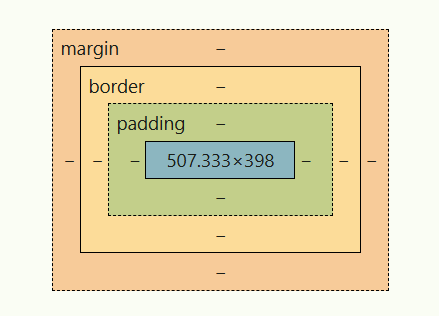 margin –
border –
padding –
– – – 507.333×398 – – –
–
–
–